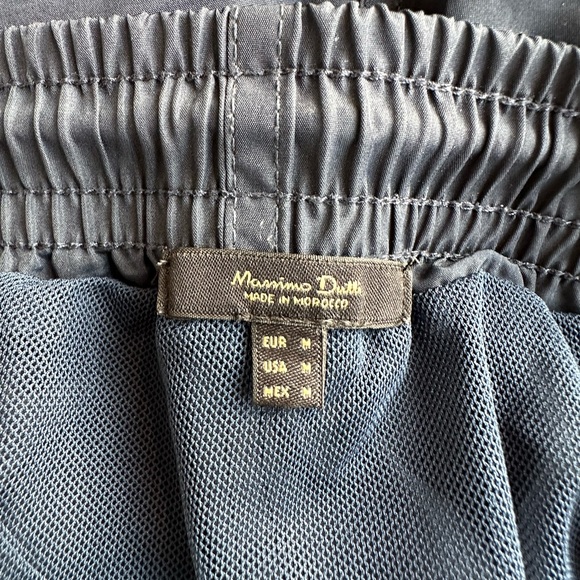 Massimo Dutti
MADE IN MOROCCO
EUR M
USA M
MEX M